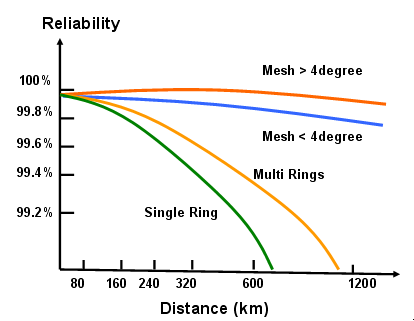 Reliability
100%
99.8%
99.6%
99.4%
99.2%
Mesh > 4degree
Mesh < 4degree
Multi Rings
Single Ring
80 160 240 320 600 1200
Distance (km)